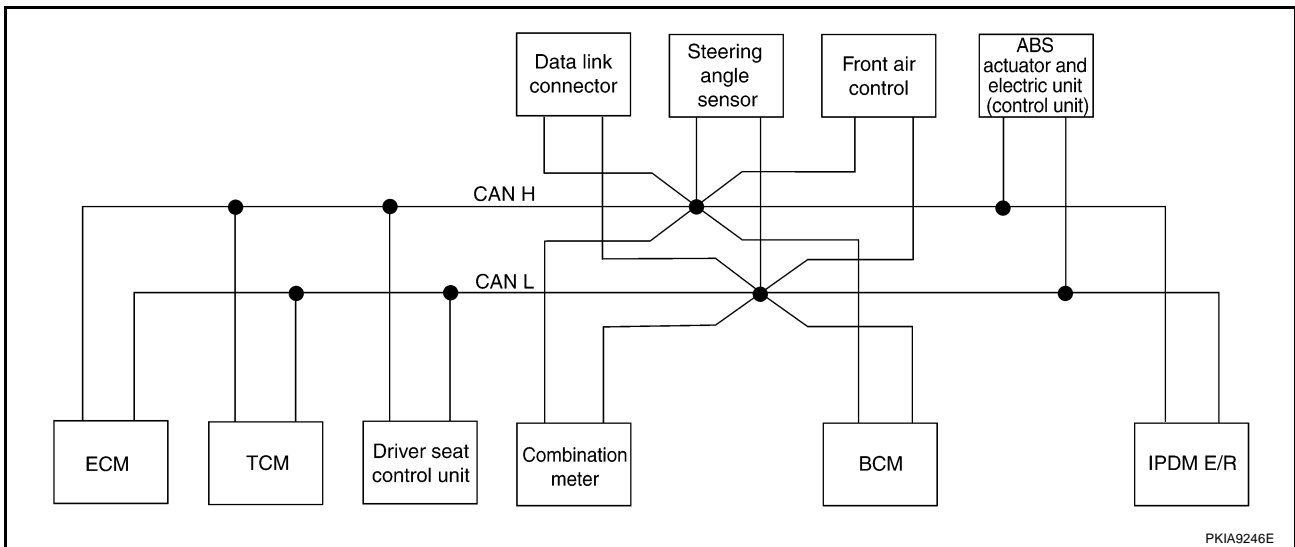 Data link
connector
Steering
angle
sensor
Front air
control
ABS
actuator and
electric unit
(control unit)
CAN H
CAN L
ECM
TCM
Driver seat
control unit
Combination
meter
BCM
IPDM E/R
PKIA9246E